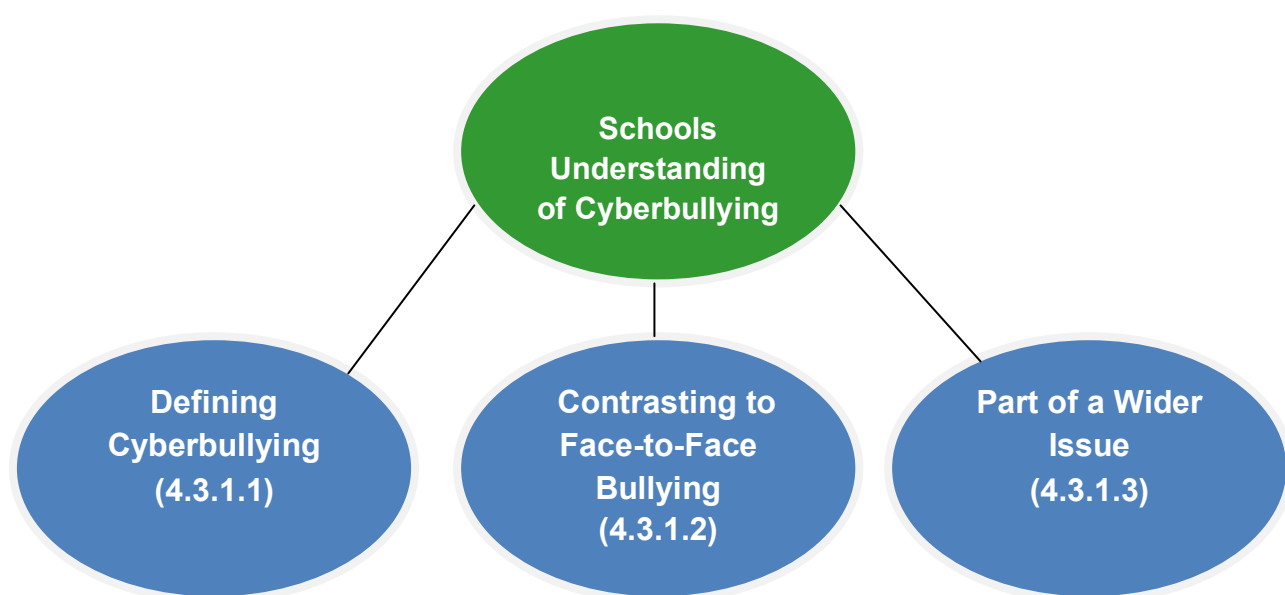 Schools
Understanding
of Cyberbullying
Defining
Cyberbullying
(4.3.1.1)
Contrasting to
Face-to-Face
Bullying
(4.3.1.2)
Part of a Wider
Issue
(4.3.1.3)